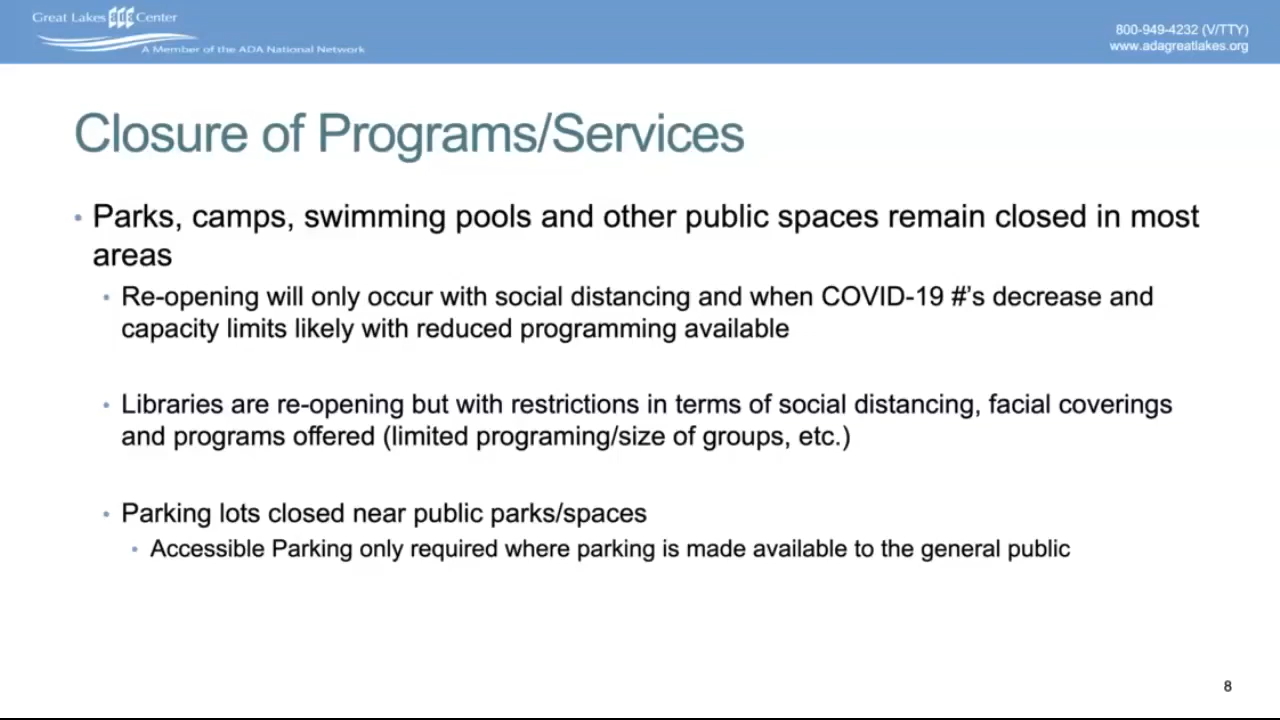 Great Lakes ada Center
A Member of the ADA National Network
800-949-4232 (V/TTY)
www.adagreatlakes.org
Closure of Programs/Services
• Parks, camps, swimming pools and other public spaces remain closed in most
areas
• Re-opening will only occur with social distancing and when COVID-19 #'s decrease and
capacity limits likely with reduced programming available
• Libraries are re-opening but with restrictions in terms of social distancing, facial coverings
and programs offered (limited programing/size of groups, etc.)
• Parking lots closed near public parks/spaces
• Accessible Parking only required where parking is made available to the general public
8